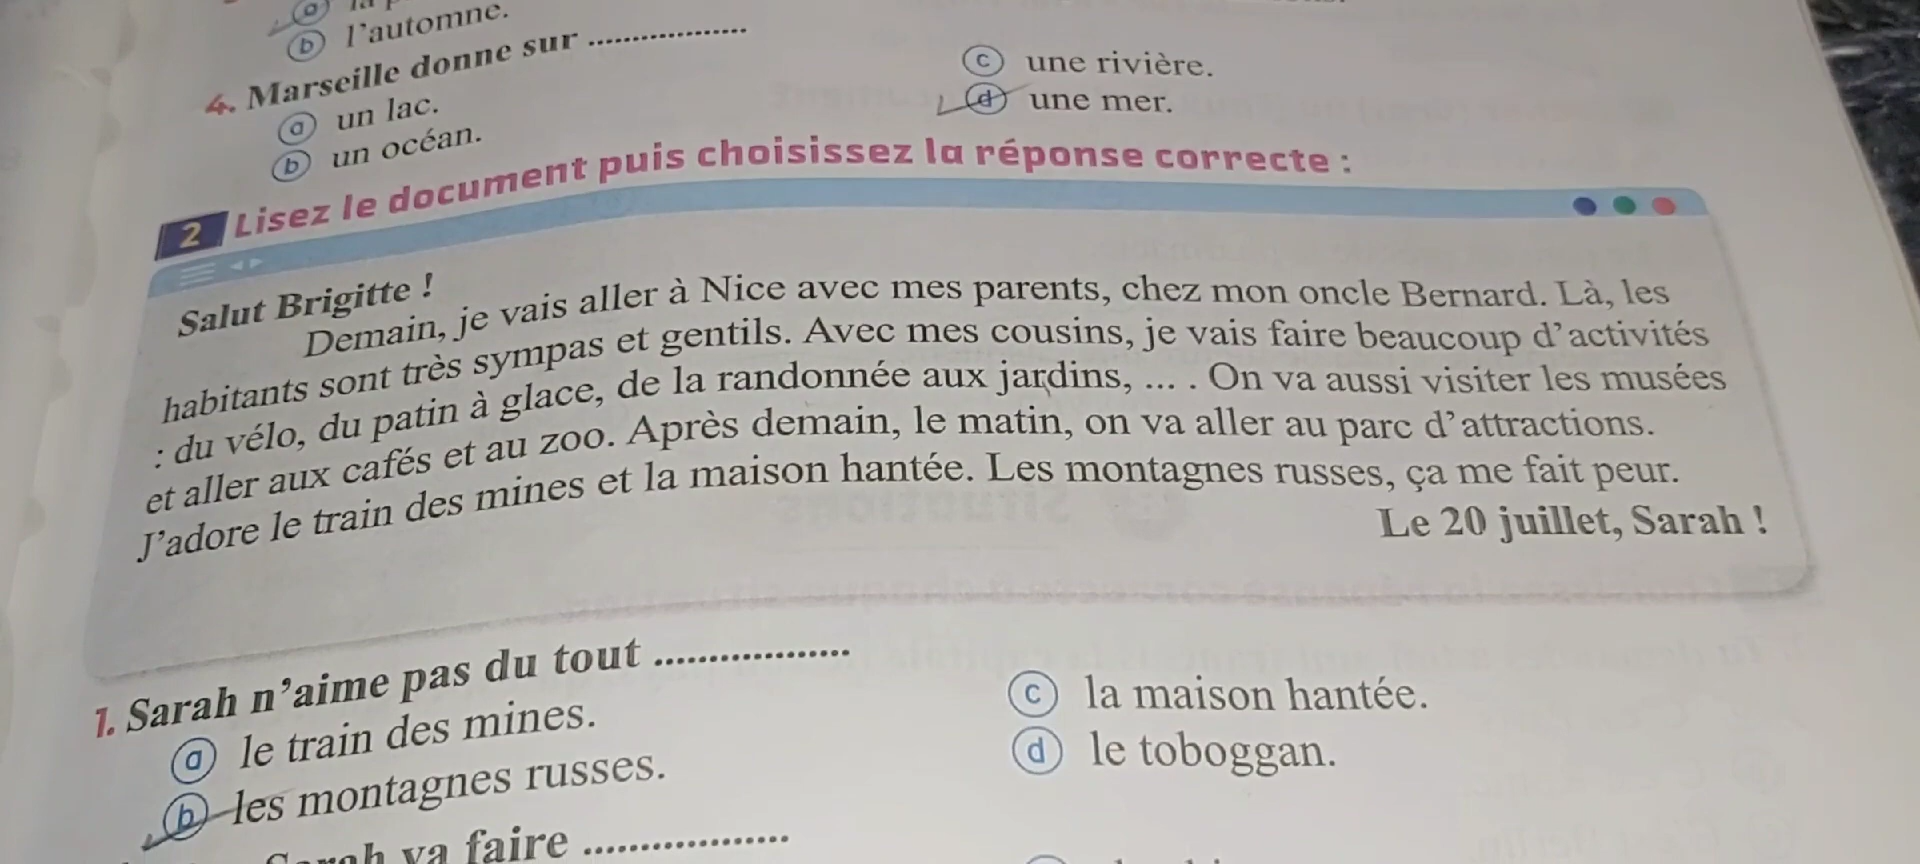 ⓑ l'automne.
4. Marseille donne sur ..................
ⓐ un lac.
ⓑ un océan.
ⓒ une rivière.
ⓓ une mer.
2 Lisez le document puis choisissez la réponse correcte :
Salut Brigitte !
Demain, je vais aller à Nice avec mes parents, chez mon oncle Bernard. Là, les
habitants sont très sympas et gentils. Avec mes cousins, je vais faire beaucoup d'activités
: du vélo, du patin à glace, de la randonnée aux jardins, ... . On va aussi visiter les musées
et aller aux cafés et au zoo. Après demain, le matin, on va aller au parc d'attractions.
J'adore le train des mines et la maison hantée. Les montagnes russes, ça me fait peur.
Le 20 juillet, Sarah !
1. Sarah n'aime pas du tout ..................
ⓐ le train des mines.
ⓑ les montagnes russes.
ⓒ la maison hantée.
ⓓ le toboggan.
Sarah va faire ..................